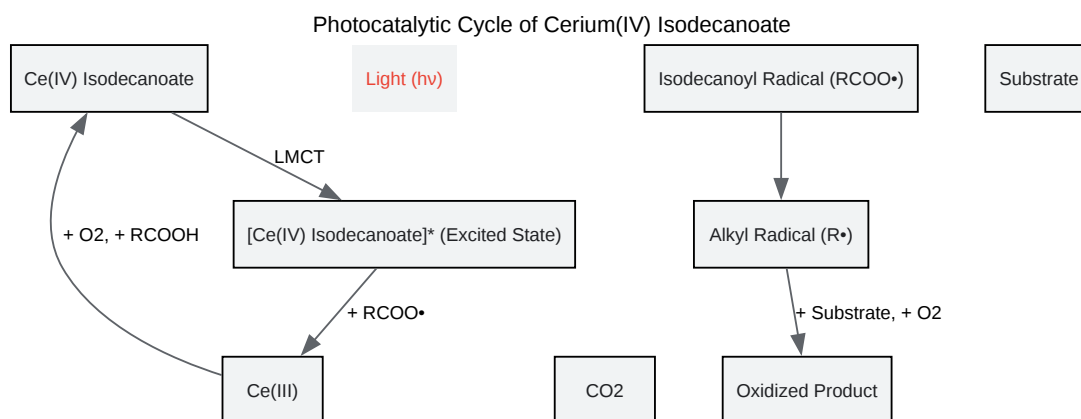 Photocatalytic Cycle of Cerium(IV) Isodecanoate
Ce(IV) Isodecanoate
Light (hν)
Isodecanoyl Radical (RCOO•)
Substrate
LMCT
+ O2, + RCOOH
[Ce(IV) Isodecanoate]* (Excited State)
Alkyl Radical (R•)
+ RCOO•
+ Substrate, + O2
Ce(III)
CO2
Oxidized Product